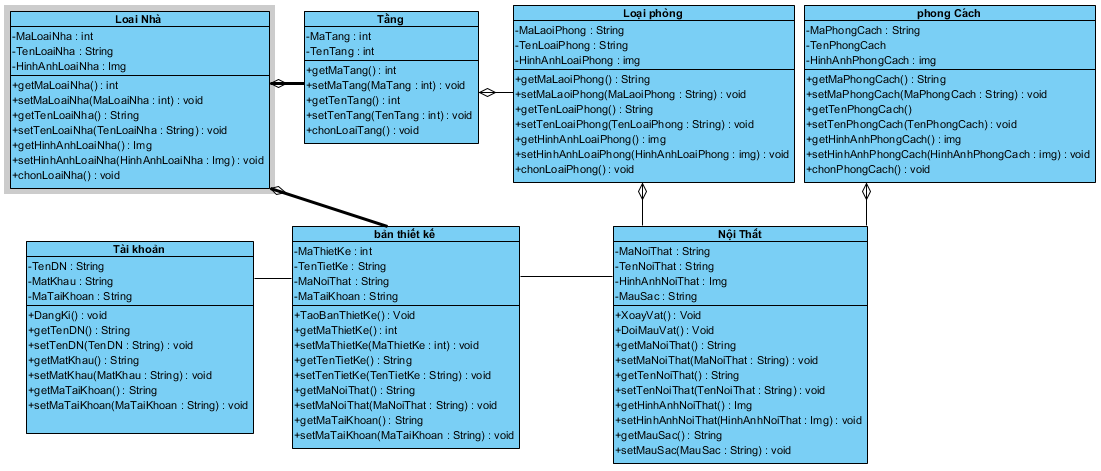 Loai Nhà
-MaLoaiNha : int
-TenLoaiNha : String
-HinhAnhLoaiNha : Img
+getMaLoaiNha() : int
+setMaLoaiNha(MaLoaiNha : int) : void
+getTenLoaiNha() : String
+setTenLoaiNha(TenLoaiNha : String) : void
+getHinhAnhLoaiNha() : Img
+setHinhAnhLoaiNha(HinhAnhLoaiNha : Img) : void
+chonLoaiNha() : void
Tầng
-MaTang : int
-TenTang : int
+getMaTang() : int
+setMaTang(MaTang : int) : void
+getTenTang() : int
+setTenTang(TenTang : int) : void
+chonLoaiTang() : void
Loại phòng
-MaLaoiPhong : String
-TenLoaiPhong : String
-HinhAnhLoaiPhong : img
+getMaLaoiPhong() : String
+setMaLaoiPhong(MaLaoiPhong : String) : void
+getTenLoaiPhong() : String
+setTenLoaiPhong(TenLoaiPhong : String) : void
+getHinhAnhLoaiPhong() : img
+setHinhAnhLoaiPhong(HinhAnhLoaiPhong : img) : void
+chonLoaiPhong() : void
phong Cách
-MaPhongCach : String
-TenPhongCach
-HinhAnhPhongCach : img
+getMaPhongCach() : String
+setMaPhongCach(MaPhongCach : String) : void
+getTenPhongCach()
+setTenPhongCach(TenPhongCach) : void
+getHinhAnhPhongCach() : img
+setHinhAnhPhongCach(HinhAnhPhongCach : img) : void
+chonPhongCach() : void
Tài khoản
-TenDN : String
-MatKhau : String
-MaTaiKhoan : String
+DangKi() : void
+getTenDN() : String
+setTenDN(TenDN : String) : void
+getMatKhau() : String
+setMatKhau(MatKhau : String) : void
+getMaTaiKhoan() : String
+setMaTaiKhoan(MaTaiKhoan : String) : void
bản thiết kế
-MaThietKe : int
-TenTietKe : String
-MaNoiThat : String
-MaTaiKhoan : String
+TaoBanThietKe() : Void
+getMaThietKe() : int
+setMaThietKe(MaThietKe : int) : void
+getTenTietKe() : String
+setTenTietKe(TenTietKe : String) : void
+getMaNoiThat() : String
+setMaNoiThat(MaNoiThat : String) : void
+getMaTaiKhoan() : String
+setMaTaiKhoan(MaTaiKhoan : String) : void
Nội Thất
-MaNoiThat : String
-TenNoiThat : String
-HinhAnhNoiThat : Img
-MauSac : String
+XoayVat() : Void
+DoiMauVat() : Void
+getMaNoiThat() : String
+setMaNoiThat(MaNoiThat : String) : void
+getTenNoiThat() : String
+setTenNoiThat(TenNoiThat : String) : void
+getHinhAnhNoiThat() : Img
+setHinhAnhNoiThat(HinhAnhNoiThat : Img) : void
+getMauSac() : String
+setMauSac(MauSac : String) : void